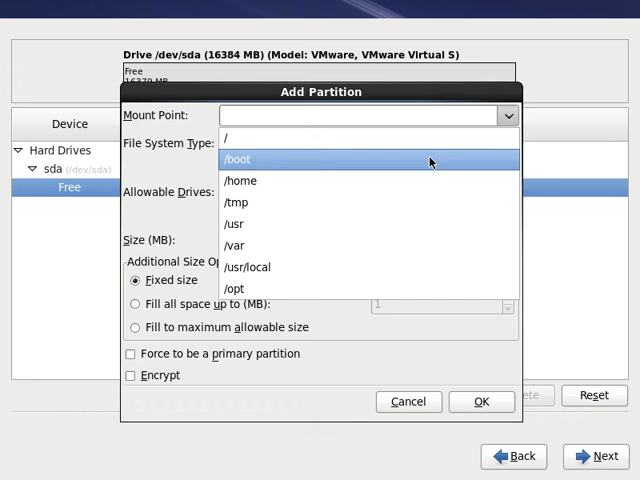 Drive /dev/sda (16384 MB) (Model: VMware, VMware Virtual S)
Free
16379 MB
Add Partition
Device
Mount Point:
/
File System Type:
/boot
Hard Drives
sda (/dev/sda)
/home
Free
Allowable Drives:
/tmp
/usr
Size (MB):
/var
Additional Size Op
/usr/local
Fixed size
/opt
Fill all space up to (MB):
1
Fill to maximum allowable size
Force to be a primary partition
Encrypt
Cancel
OK
ete
Reset
Back
Next